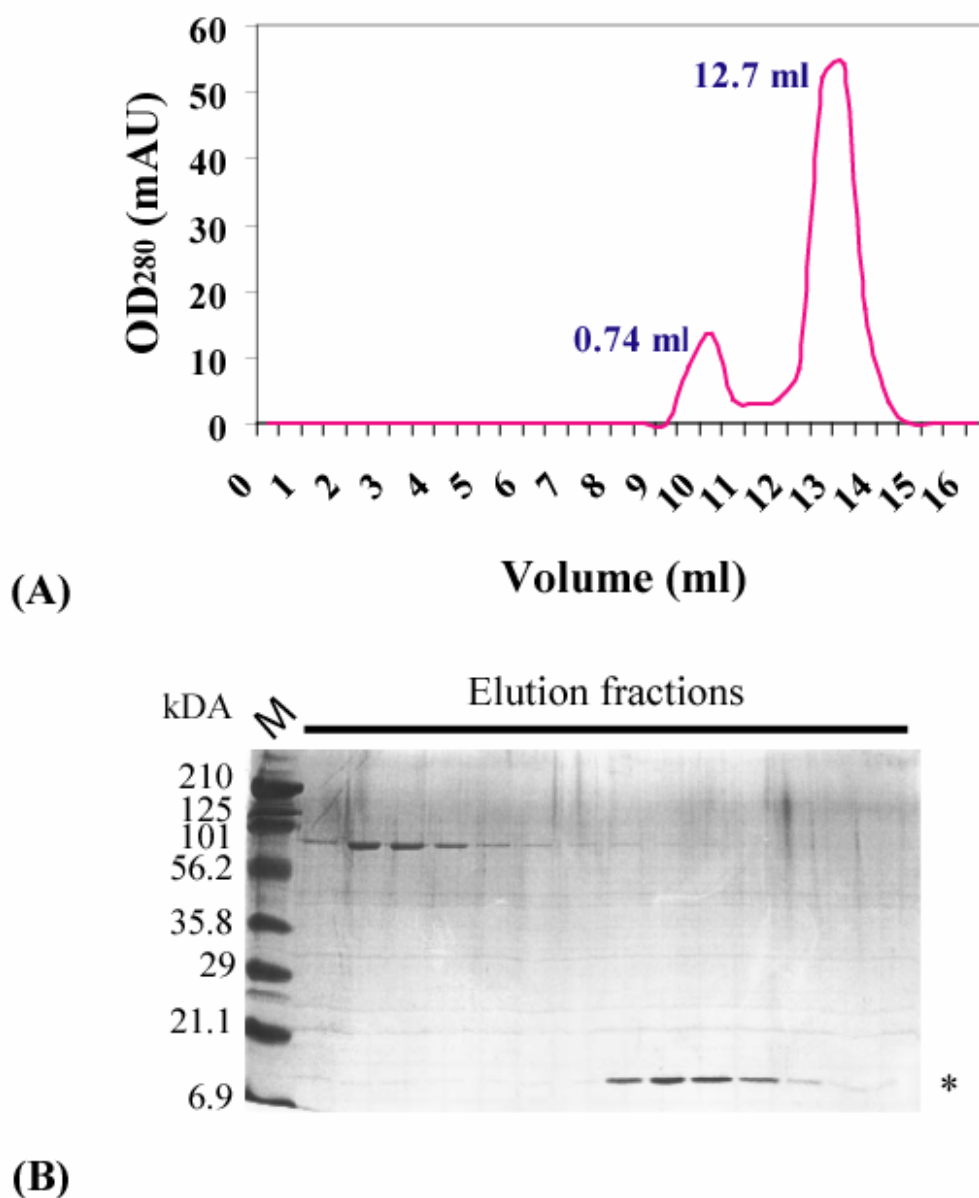 60
50
40
30
20
10
0
OD280 (mAU)
12.7 ml
0.74 ml
0 1 2 3 4 5 6 7 8 9 10 11 12 13 14 15 16
Volume (ml)
(A)
kDA
M
Elution fractions
210
125
101
56.2
35.8
29
21.1
6.9
*
(B)